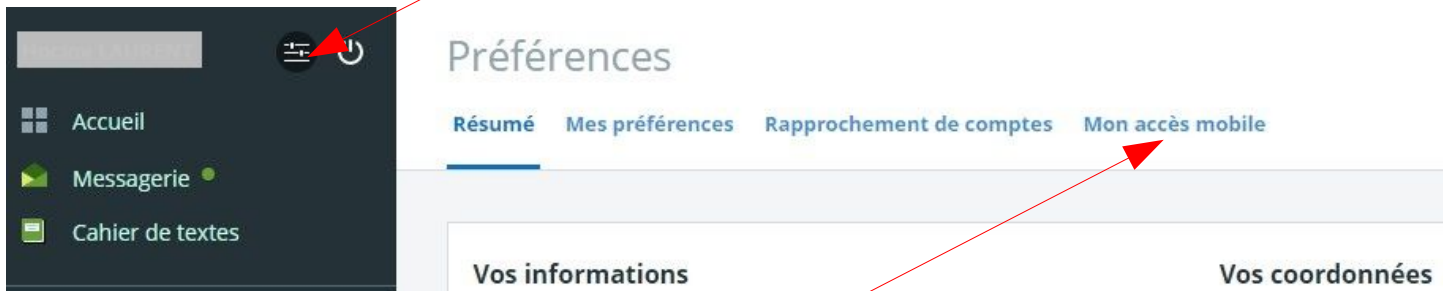 Préférences
Accueil
Messagerie
Cahier de textes
Résumé Mes préférences Rapprochement de comptes Mon accès mobile
Vos informations
Vos coordonnées